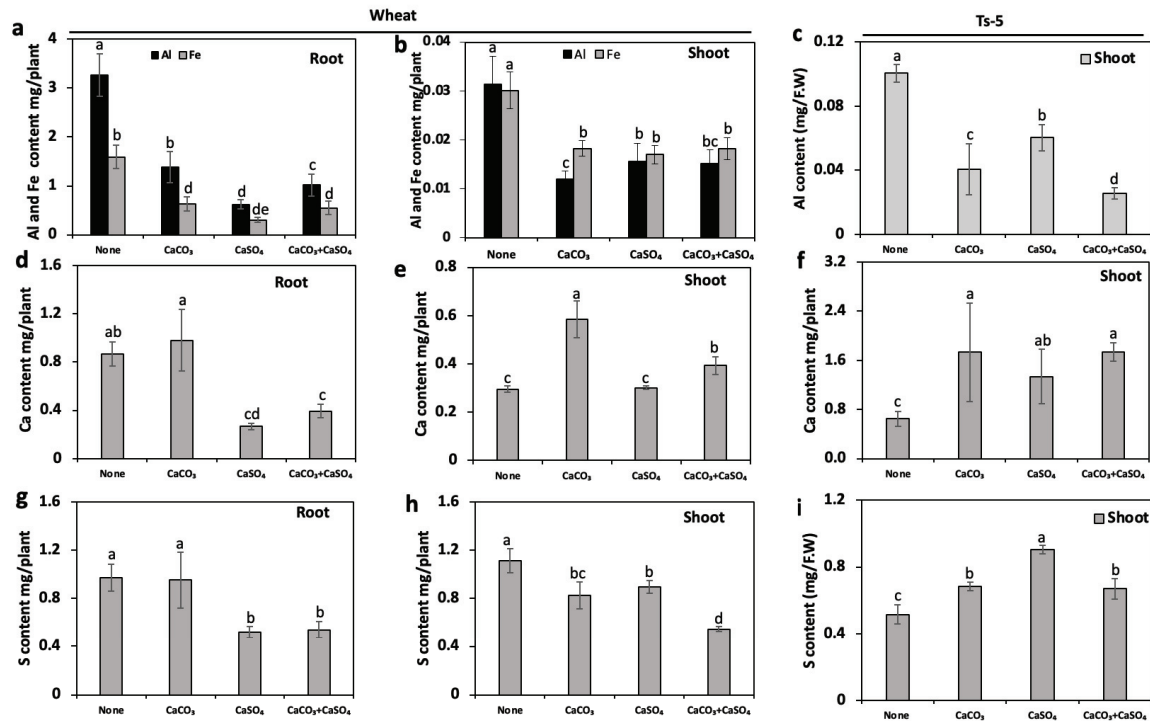 Wheat
Ts-5
a
Al and Fe content mg/plant
4
3
2
1
0
Al Fe
Root
a
b
d
d
d
de
c
d
None CaCO₃ CaSO₄ CaCO₃+CaSO₄
b
Al and Fe content mg/plant
0.04
0.03
0.02
0.01
0
Al Fe
Shoot
a
a
c
b
b
b
bc
b
None CaCO₃ CaSO₄ CaCO₃+CaSO₄
c
Al content (mg/F.W)
0.12
0.08
0.04
0.00
Shoot
a
c
b
d
None CaCO₃ CaSO₄ CaCO₃+CaSO₄
d
Ca content mg/plant
1.6
1.2
0.8
0.4
0
Root
ab
a
cd
c
None CaCO₃ CaSO₄ CaCO₃+CaSO₄
e
Ca content mg/plant
0.8
0.6
0.4
0.2
0
Shoot
c
a
c
b
None CaCO₃ CaSO₄ CaCO₃+CaSO₄
f
Ca content mg/plant
3.2
2.4
1.6
0.8
0.0
Shoot
c
a
ab
a
None CaCO₃ CaSO₄ CaCO₃+CaSO₄
g
S content mg/plant
1.6
1.2
0.8
0.4
0
Root
a
a
b
b
None CaCO₃ CaSO₄ CaCO₃+CaSO₄
h
S content mg/plant
1.6
1.2
0.8
0.4
0
Shoot
a
bc
b
d
None CaCO₃ CaSO₄ CaCO₃+CaSO₄
i
S content (mg/F.W)
1.2
0.9
0.6
0.3
0
Shoot
c
b
a
b
None CaCO₃ CaSO₄ CaCO₃+CaSO₄